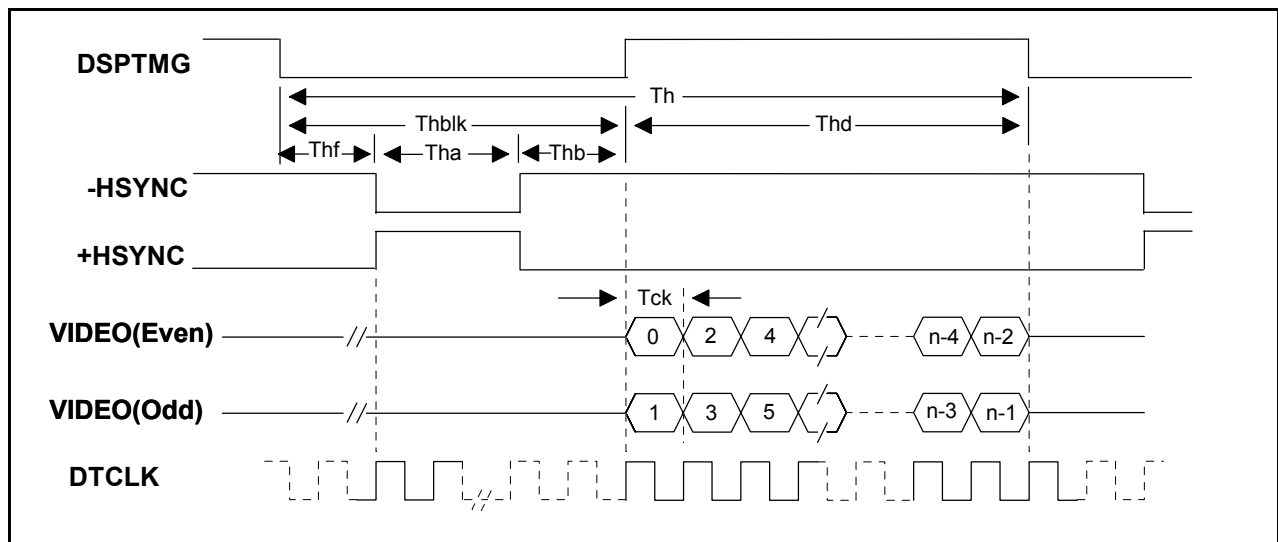 DSPTMG
Th
Thblk Thd
Thf Tha Thb
-HSYNC
+HSYNC
Tck
VIDEO(Even) 0 2 4 n-4 n-2
VIDEO(Odd) 1 3 5 n-3 n-1
DTCLK